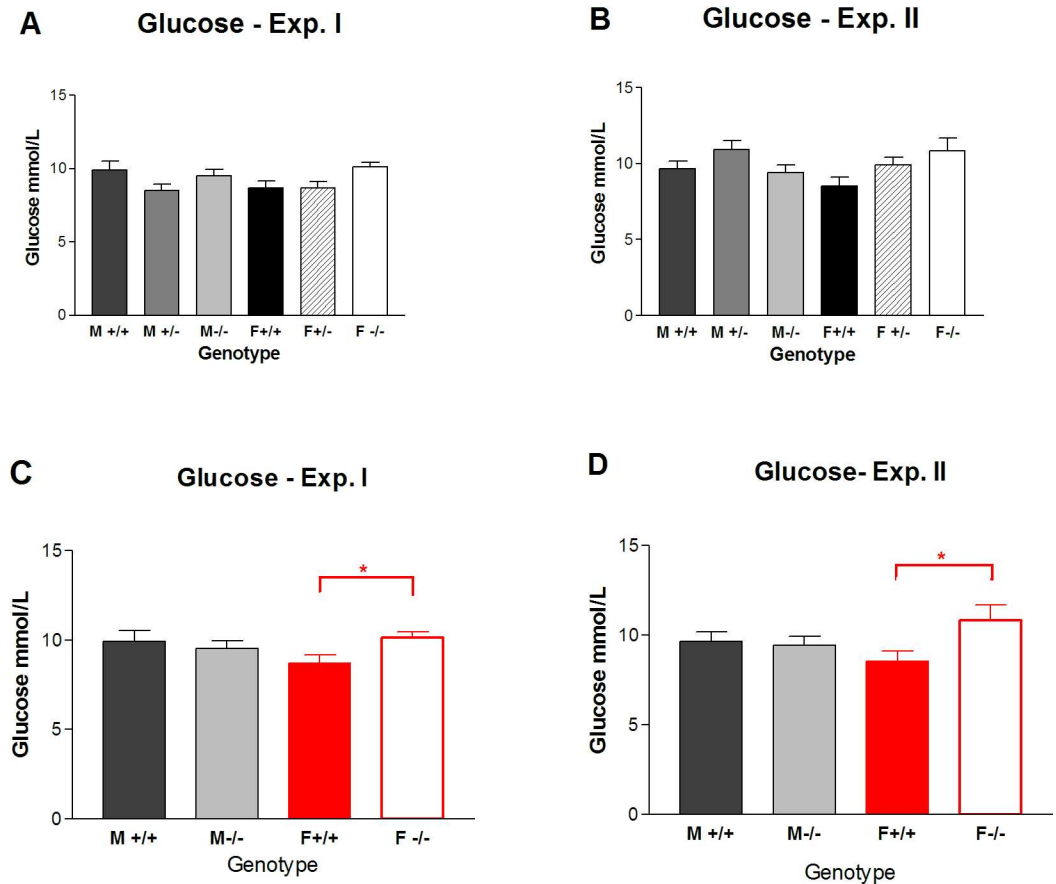 A
Glucose - Exp. I
15
10
5
0
Glucose mmol/L
M +/+ M +/- M-/- F+/+ F+/- F -/-
Genotype
B
Glucose - Exp. II
15
10
5
0
Glucose mmol/L
M +/+ M +/- M-/- F+/+ F +/- F-/-
Genotype
C
Glucose - Exp. I
15
10
5
0
Glucose mmol/L
*
M +/+ M-/- F+/+ F -/-
Genotype
D
Glucose- Exp. II
15
10
5
0
Glucose mmol/L
*
M +/+ M-/- F+/+ F-/-
Genotype